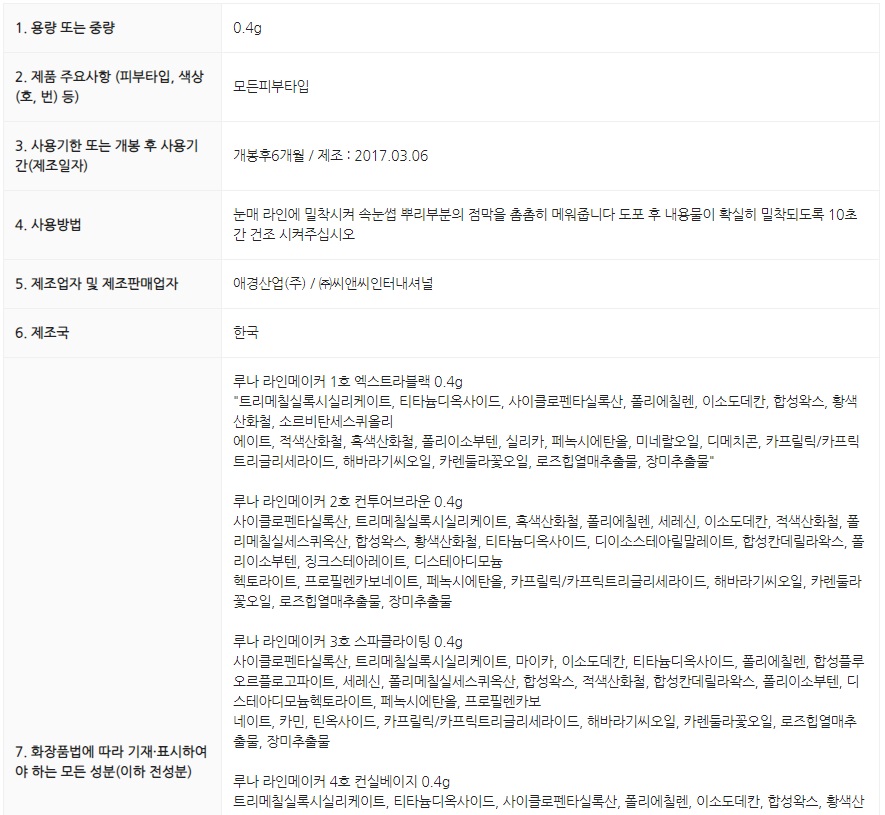 1. 용량 또는 중량
0.4g
2. 제품 주요사항 (피부타입, 색상
(호, 번) 등)
모든피부타입
3. 사용기한 또는 개봉 후 사용기
간(제조일자)
개봉후6개월 / 제조 : 2017.03.06
4. 사용방법
눈매 라인에 밀착시켜 속눈썹 뿌리부분의 점막을 촘촘히 메워줍니다 도포 후 내용물이 확실히 밀착되도록 10초
간 건조 시켜주십시오
5. 제조업자 및 제조판매업자
애경산업(주) / ㈜씨앤씨인터내셔널
6. 제조국
한국
7. 화장품법에 따라 기재·표시하여
야 하는 모든 성분(이하 전성분)
루나 라인메이커 1호 엑스트라블랙 0.4g
"트리메칠실록시실리케이트, 티타늄디옥사이드, 사이클로펜타실록산, 폴리에칠렌, 이소도데칸, 합성왁스, 황색
산화철, 소르비탄세스퀴올리
에이트, 적색산화철, 흑색산화철, 폴리이소부텐, 실리카, 페녹시에탄올, 미네랄오일, 디메치콘, 카프릴릭/카프릭
트리글리세라이드, 해바라기씨오일, 카렌둘라꽃오일, 로즈힙열매추출물, 장미추출물"
루나 라인메이커 2호 컨투어브라운 0.4g
사이클로펜타실록산, 트리메칠실록시실리케이트, 흑색산화철, 폴리에칠렌, 세레신, 이소도데칸, 적색산화철, 폴
리메칠실세스퀴옥산, 합성왁스, 황색산화철, 티타늄디옥사이드, 디이소스테아릴말레이트, 합성칸데릴라왁스, 폴
리이소부텐, 징크스테아레이트, 디스테아디모늄
헥토라이트, 프로필렌카보네이트, 페녹시에탄올, 카프릴릭/카프릭트리글리세라이드, 해바라기씨오일, 카렌둘라
꽃오일, 로즈힙열매추출물, 장미추출물
루나 라인메이커 3호 스파클라이팅 0.4g
사이클로펜타실록산, 트리메칠실록시실리케이트, 마이카, 이소도데칸, 티타늄디옥사이드, 폴리에칠렌, 합성플루
오르플로고파이트, 세레신, 폴리메칠실세스퀴옥산, 합성왁스, 적색산화철, 합성칸데릴라왁스, 폴리이소부텐, 디
스테아디모늄헥토라이트, 페녹시에탄올, 프로필렌카보
네이트, 카민, 틴옥사이드, 카프릴릭/카프릭트리글리세라이드, 해바라기씨오일, 카렌둘라꽃오일, 로즈힙열매추
출물, 장미추출물
루나 라인메이커 4호 컨실베이지 0.4g
트리메칠실록시실리케이트, 티타늄디옥사이드, 사이클로펜타실록산, 폴리에칠렌, 이소도데칸, 합성왁스, 황색산